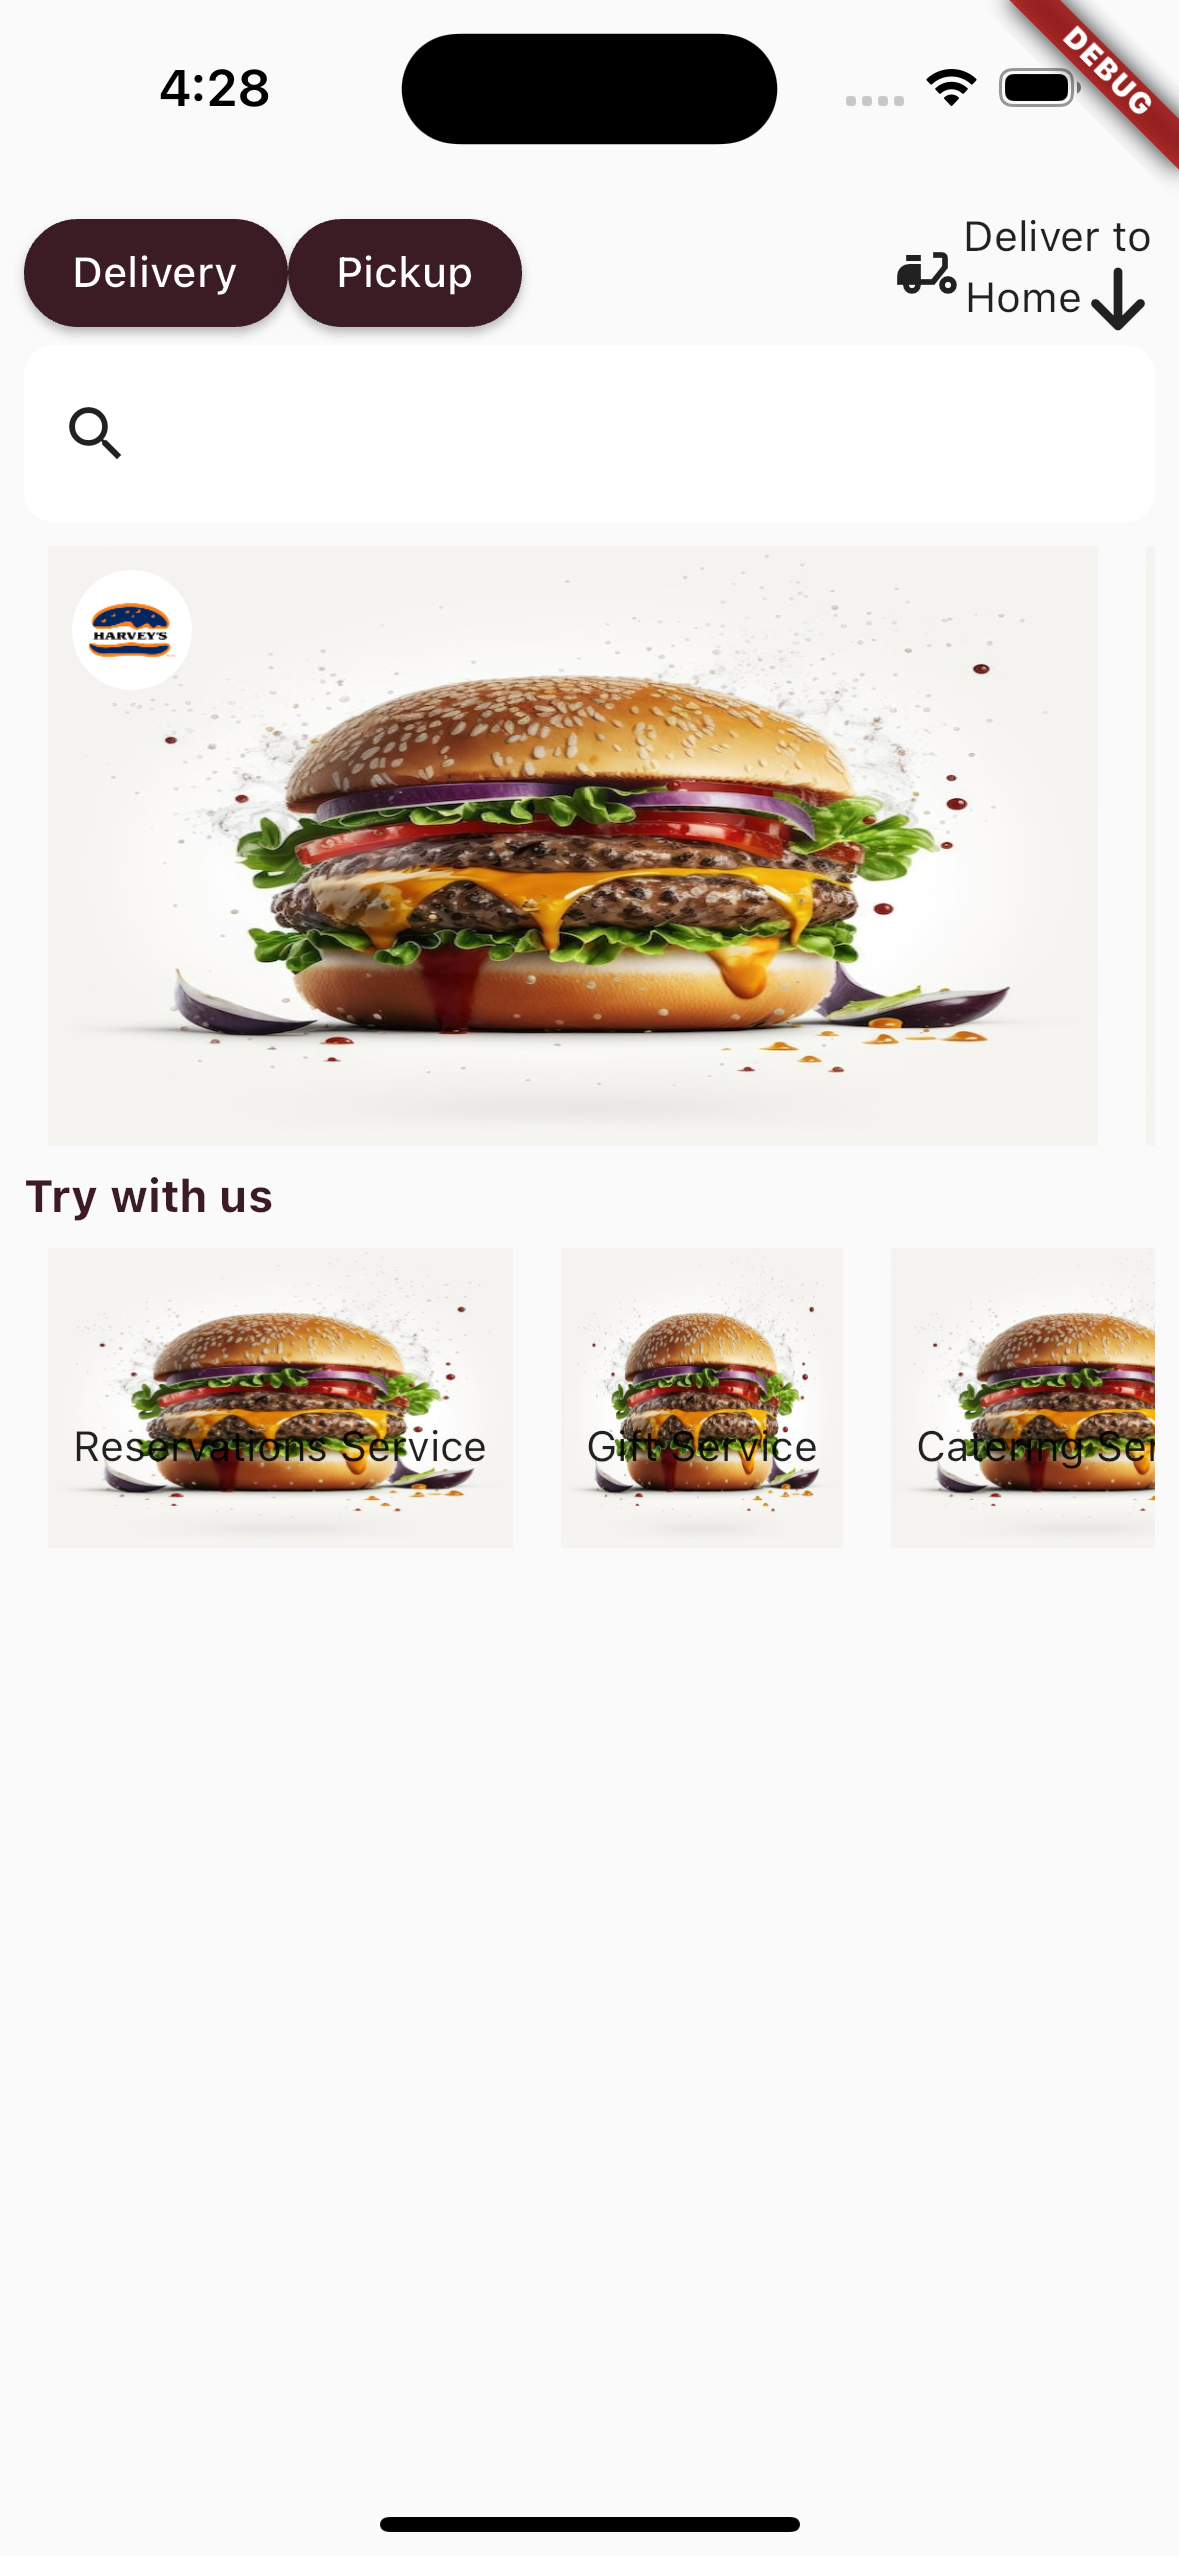 4:28
DEBUG
Delivery
Pickup
Deliver to
Home
HARVEY'S
Try with us
Reservations Service
Gift Service
Catering Ser